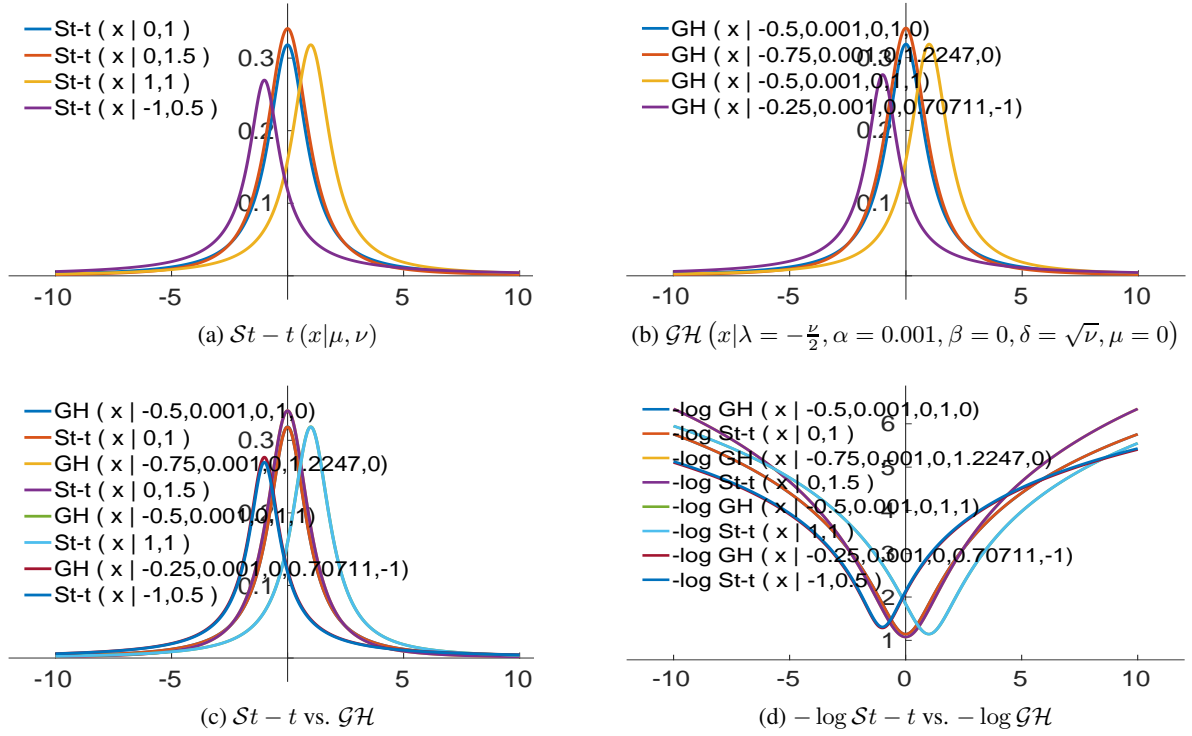 St-t ( x | 0,1 )
St-t ( x | 0,1.5 )
St-t ( x | 1,1 )
St-t ( x | -1,0.5 )
0.3
0.2
0.1
-10 -5 0 5 10
(a) St − t (x|μ, ν)
GH ( x | -0.5,0.001,0,1,0)
GH ( x | -0.75,0.001,0,1.2247,0)
GH ( x | -0.5,0.001,0,1,1)
GH ( x | -0.25,0.001,0,0.70711,-1)
0.3
0.2
0.1
-10 -5 0 5 10
(b) GH (x|λ = −ν/2, α = 0.001, β = 0, δ = √ν, μ = 0)
GH ( x | -0.5,0.001,0,1,0)
St-t ( x | 0,1 )
GH ( x | -0.75,0.001,0,1.2247,0)
St-t ( x | 0,1.5 )
GH ( x | -0.5,0.001,0,1,1)
St-t ( x | 1,1 )
GH ( x | -0.25,0.001,0,0.70711,-1)
St-t ( x | -1,0.5 )
0.3
0.2
0.1
-10 -5 0 5 10
(c) St − t vs. GH
-log GH ( x | -0.5,0.001,0,1,0)
-log St-t ( x | 0,1 )
-log GH ( x | -0.75,0.001,0,1.2247,0)
-log St-t ( x | 0,1.5 )
-log GH ( x | -0.5,0.001,0,1,1)
-log St-t ( x | 1,1 )
-log GH ( x | -0.25,0.001,0,0.70711,-1)
-log St-t ( x | -1,0.5 )
6
5
4
3
2
1
-10 -5 0 5 10
(d) − log St − t vs. − log GH